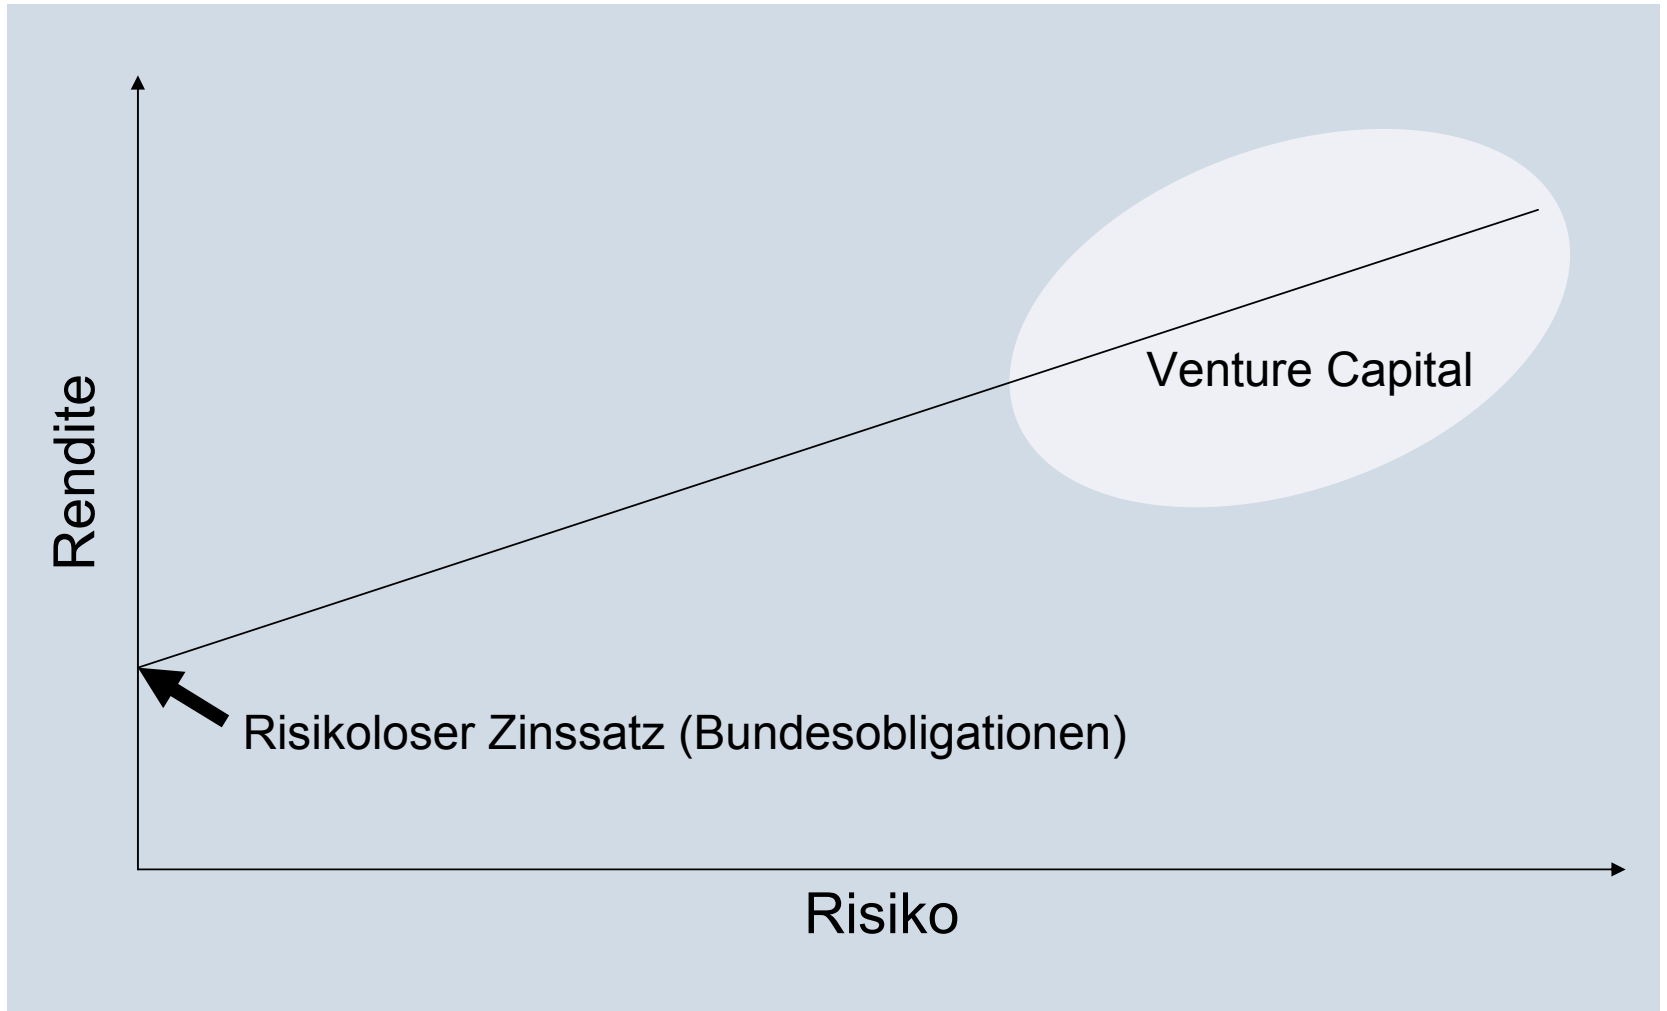 Rendite
Venture Capital
Risikoloser Zinssatz (Bundesobligationen)
Risiko